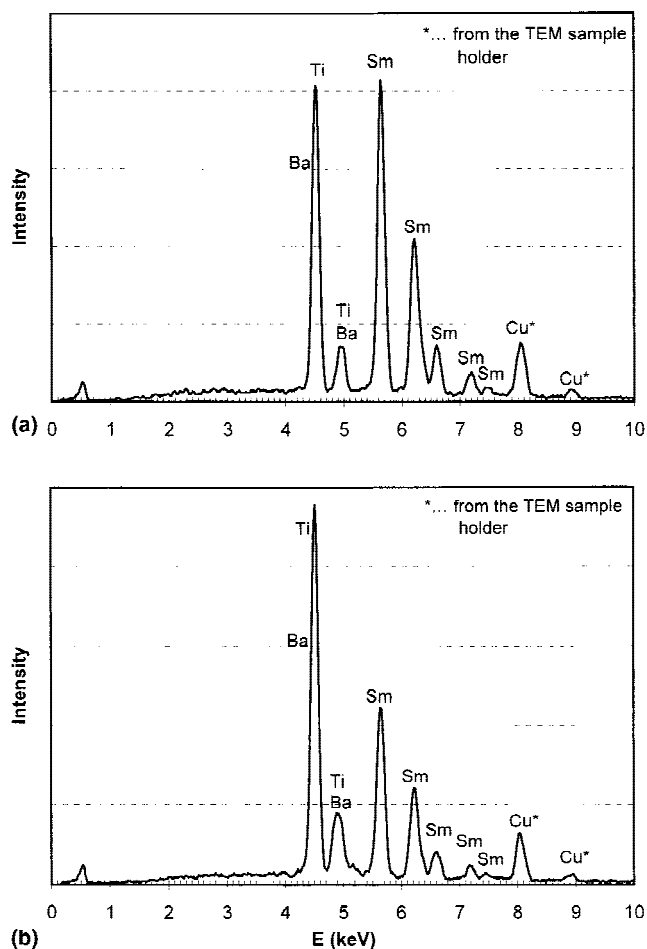 *... from the TEM sample
holder
Ti
Sm
Ba
Sm
Ti
Ba
Sm
Cu*
Sm
Sm
Cu*
Intensity
(a)
0 1 2 3 4 5 6 7 8 9 10
*... from the TEM sample
holder
Ti
Ba
Sm
Sm
Ti
Ba
Sm
Cu*
Sm
Sm
Cu*
Intensity
0 1 2 3 4 5 6 7 8 9 10
(b)
E (keV)